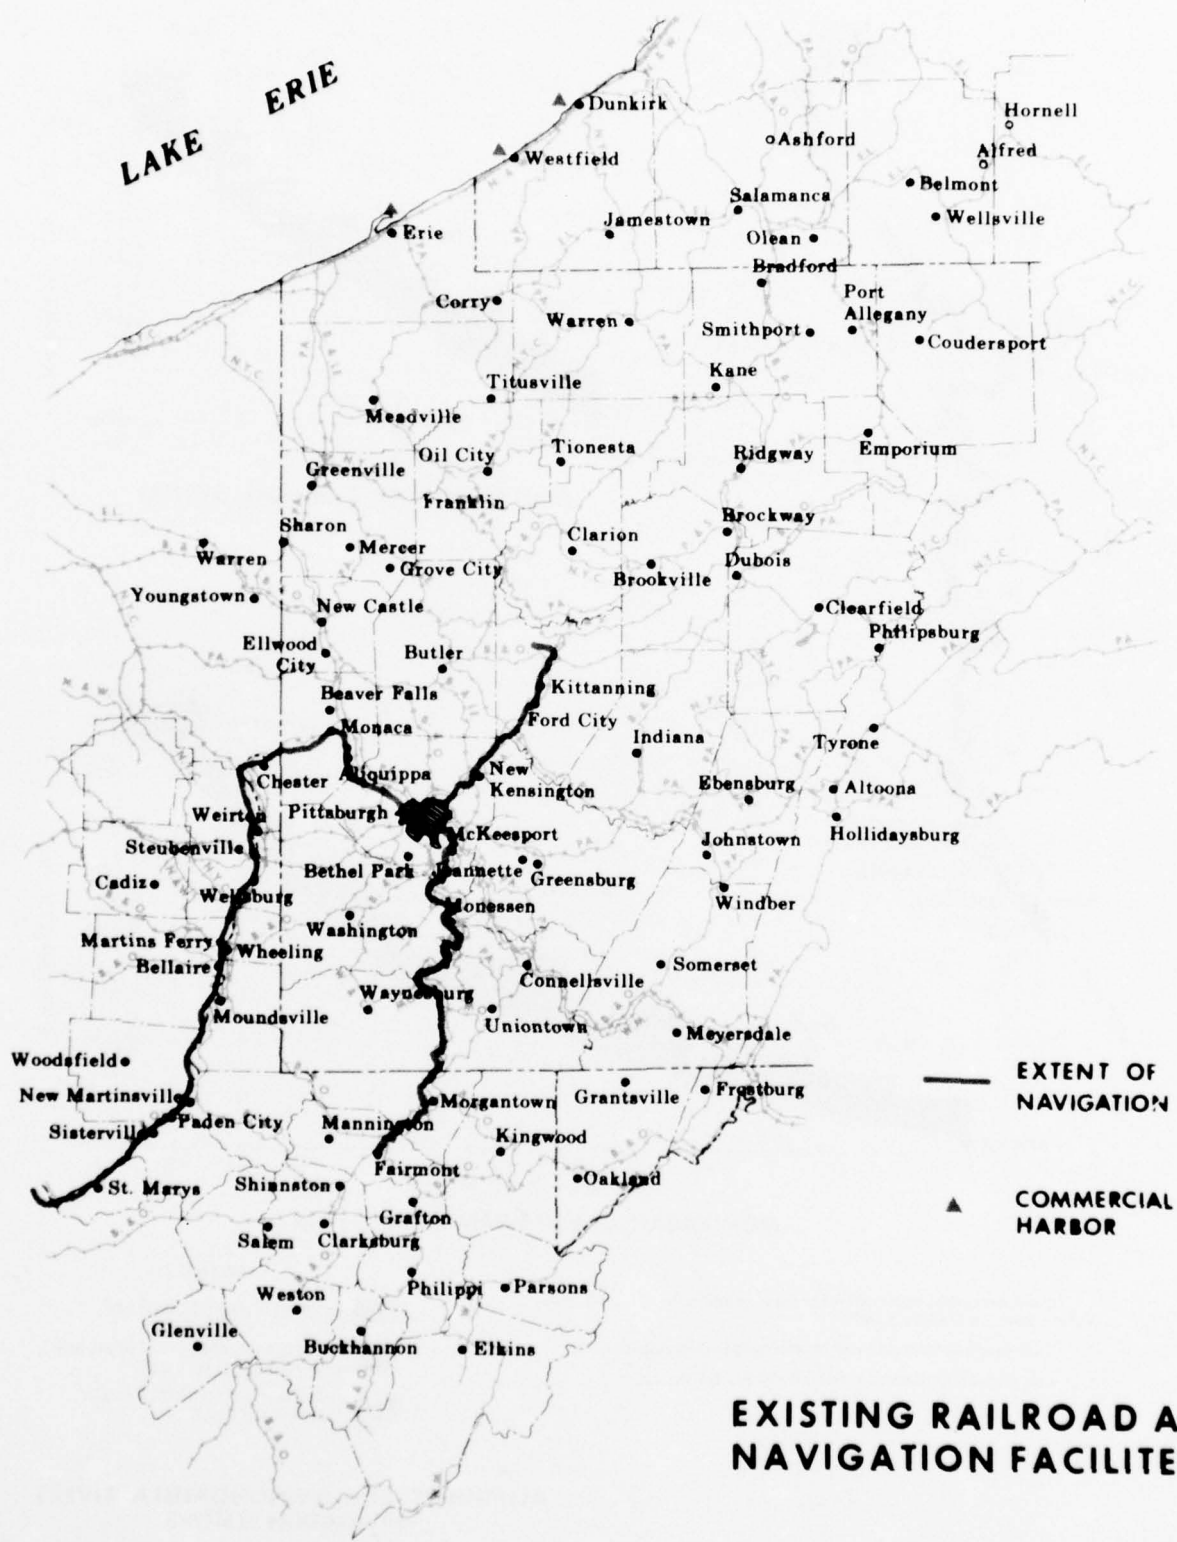 LAKE ERIE
Dunkirk
Hornell
Ashford
Alfred
Westfield
Belmont
Salamanca
Wellsville
Jamestown
Erie
Olean
Bradford
Port
Allegany
Corry
Warren
Smithport
Coudersport
Kane
Titusville
Meadville
Emporium
Tionesta
Oil City
Ridgway
Greenville
Franklin
Brockway
Sharon
Clarion
Mercer
Warren
Grove City
Dubois
Brookville
Youngstown
New Castle
Clearfield
Philipsburg
Ellwood
City
Butler
Kittanning
Beaver Falls
Ford City
Monaca
Indiana
Tyrone
New
Kensington
Aliquippa
Chester
Ebensburg
Altoona
Weirton
Pittaburgh
McKeesport
Hollidaysburg
Johnstown
Steubenville
Bethel Park
Jeannette
Greensburg
Cadiz
Wellsburg
Windber
Monessen
Washington
Martins Ferry
Wheeling
Bellaire
Somerset
Connellsville
Waynesburg
Moundsville
Uniontown
Meyersdale
Woodsfield
New Martinsville
Morgantown
Grantsville
Frostburg
Paden City
Mannington
Sisterville
Kingwood
Fairmont
Oakland
St. Marys
Shinnston
Grafton
Salem
Clarksburg
Philippi
Parsons
Weston
Glenville
Buckhannon
Elkins
EXTENT OF
NAVIGATION
COMMERCIAL
HARBOR
EXISTING RAILROAD A
NAVIGATION FACILITE